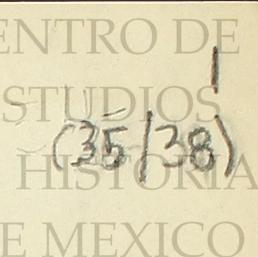 ENTRO DE
1
STUDIOS
(35/38)
HISTORIA
E MEXICO